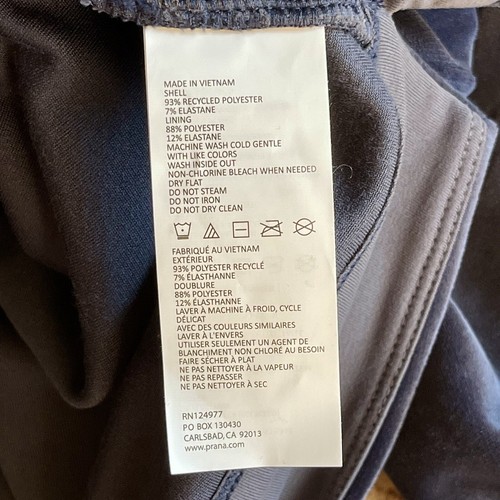 MADE IN VIETNAM
SHELL
93% RECYCLED POLYESTER
7% ELASTANE
LINING
88% POLYESTER
12% ELASTANE
MACHINE WASH COLD GENTLE
WITH LIKE COLORS
WASH INSIDE OUT
NON-CHLORINE BLEACH WHEN NEEDED
DRY FLAT
DO NOT STEAM
DO NOT IRON
DO NOT DRY CLEAN
FABRIQUÉ AU VIETNAM
EXTÉRIEUR
93% POLYESTER RECYCLÉ
7% ÉLASTHANNE
DOUBLURE
88% POLYESTER
12% ÉLASTHANNE
LAVER À MACHINE À FROID, CYCLE
DÉLICAT
AVEC DES COULEURS SIMILAIRES
LAVER À L'ENVERS
UTILISER SEULEMENT UN AGENT DE
BLANCHIMENT NON CHLORÉ AU BESOIN
FAIRE SÉCHER À PLAT
NE PAS NETTOYER À LA VAPEUR
NE PAS REPASSER
NE PAS NETTOYER À SEC
RN124977
PO BOX 130430
CARLSBAD, CA 92013
www.prana.com